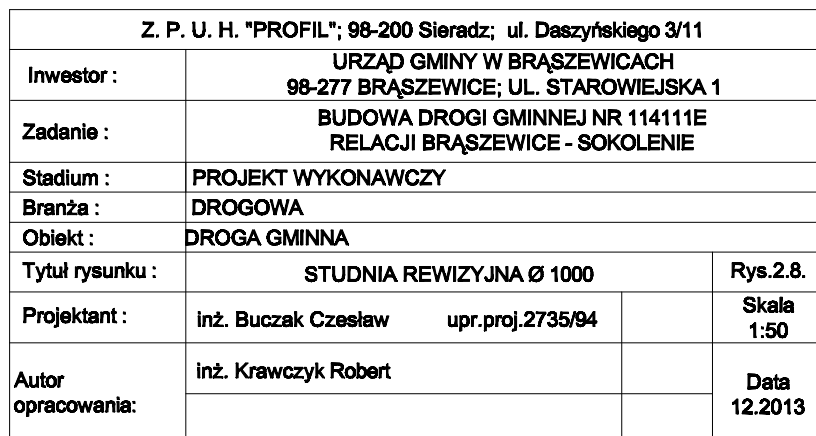 Z. P. U. H. "PROFIL"; 98-200 Sieradz; ul. Daszyńskiego 3/11
Inwestor :
URZĄD GMINY W BRĄSZEWICACH
98-277 BRĄSZEWICE; UL. STAROWIEJSKA 1
Zadanie :
BUDOWA DROGI GMINNEJ NR 114111E
RELACJI BRĄSZEWICE - SOKOLENIE
Stadium : PROJEKT WYKONAWCZY
Branża : DROGOWA
Obiekt : DROGA GMINNA
Tytuł rysunku : STUDNIA REWIZYJNA Ø 1000 Rys.2.8.
Projektant : inż. Buczak Czesław upr.proj.2735/94
Skala
1:50
Autor
opracowania:
inż. Krawczyk Robert
Data
12.2013